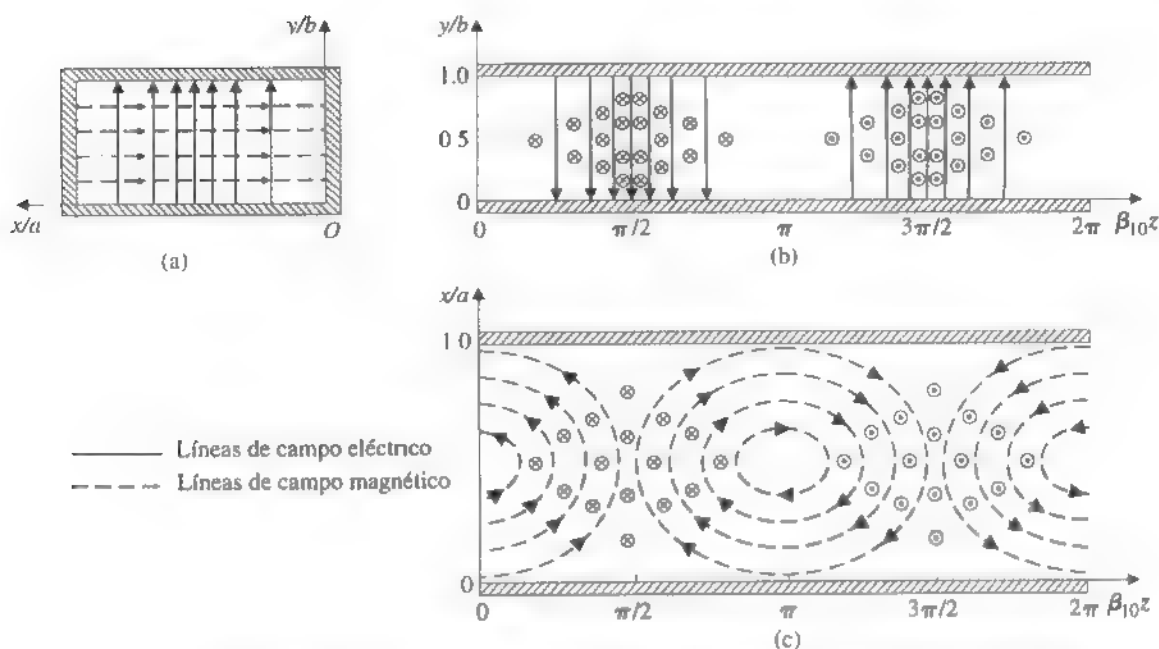 y/b
x/a
O
(a)
y/b
1.0
0 5
0
0
π/2
π
3π/2
2π
β₁₀z
(b)
x/a
1 0
0
0
π/2
π
3π/2
2π
β₁₀z
(c)
Líneas de campo eléctrico
Líneas de campo magnético